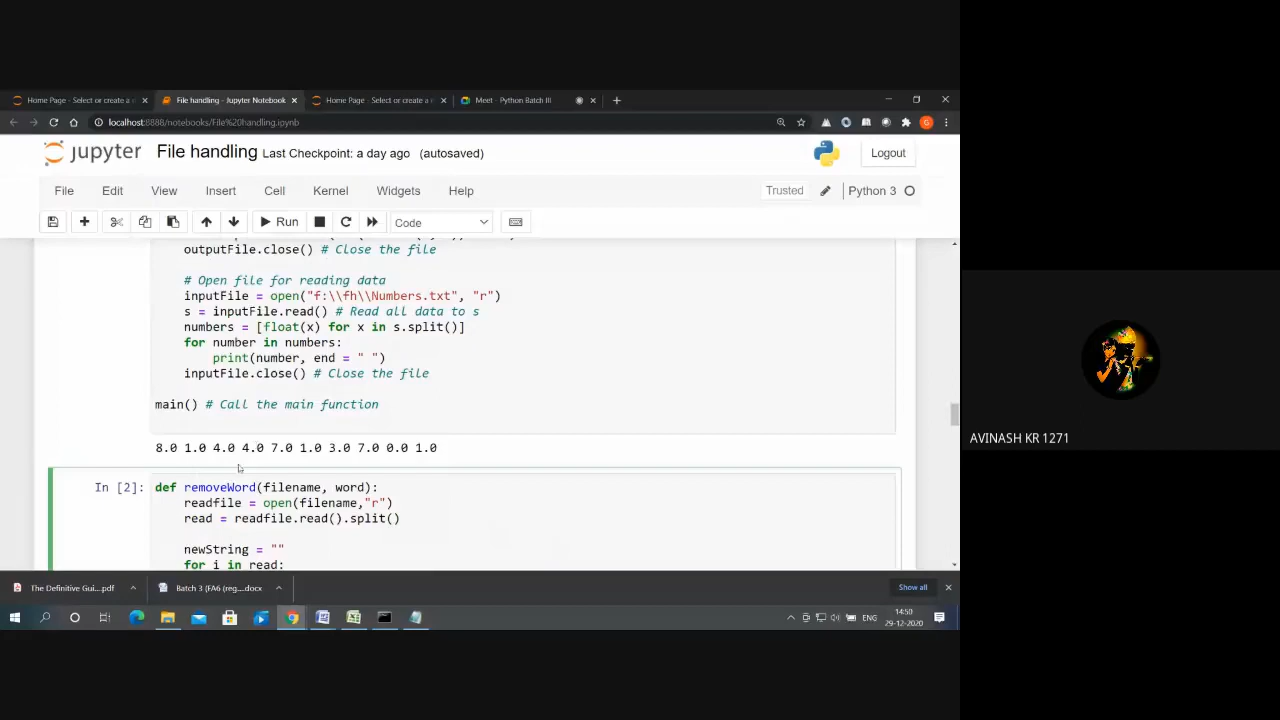 Home Page - Select or create a
File handling - Jupyter Notebook
Home Page - Select or create a n
Meet - Python Batch III
localhost:8888/notebooks/File%20handling.ipynb
G
jupyter File handling Last Checkpoint: a day ago (autosaved)
Logout
File Edit View Insert Cell Kernel Widgets Help
Trusted
Python 3
Run
Code
outputFile.close() # Close the file
# Open file for reading data
inputFile = open("f:\\fh\\Numbers.txt", "r")
s = inputFile.read() # Read all data to s
numbers = [float(x) for x in s.split()]
for number in numbers:
print(number, end = " ")
inputFile.close() # Close the file
main() # Call the main function
8.0 1.0 4.0 4.0 7.0 1.0 3.0 7.0 0.0 1.0
In [2]:
def removeWord(filename, word):
readfile = open(filename,"r")
read = readfile.read().split()
newString = ""
for i in read:
AVINASH KR 1271
The Definitive Gui....pdf
Batch 3 (FA6 (reg....docx
Show all
ENG
14:50
29-12-2020